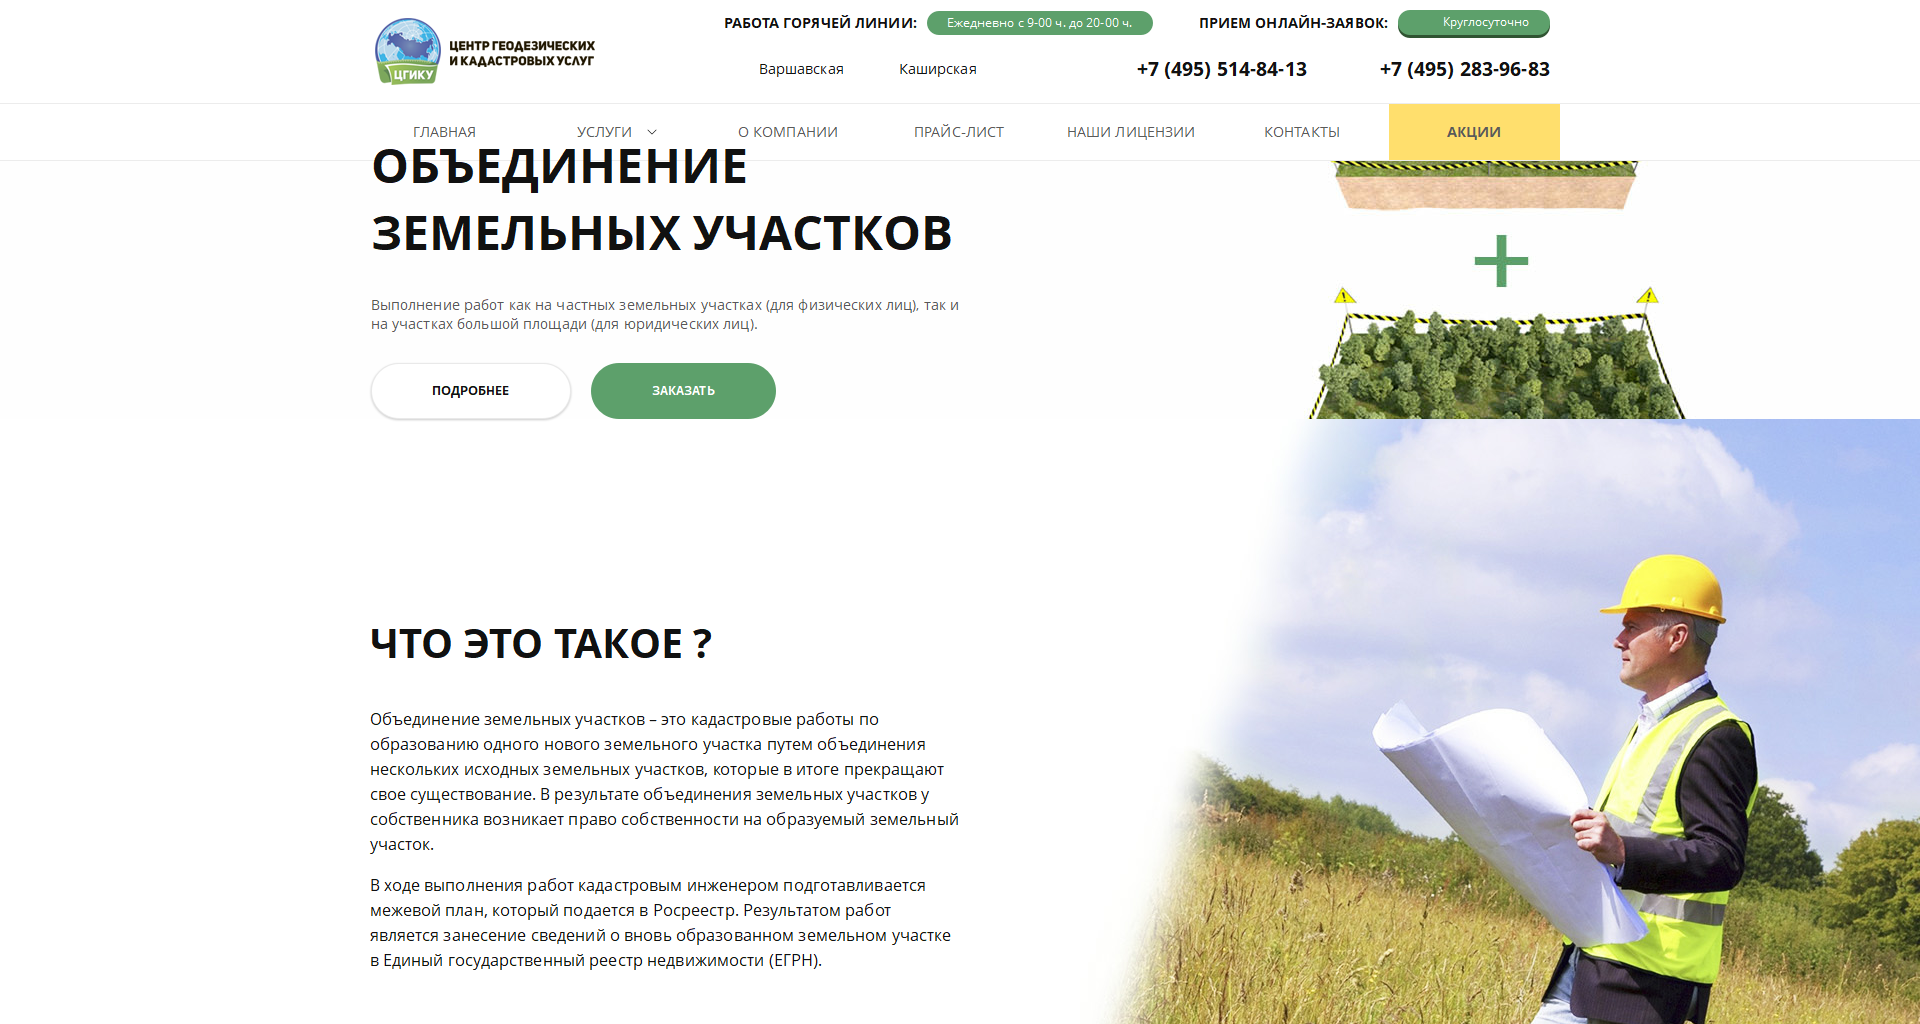 РАБОТА ГОРЯЧЕЙ ЛИНИИ: Ежедневно с 9-00 ч. до 20-00 ч. ПРИЕМ ОНЛАЙН-ЗАЯВОК: Круглосуточно
ЦЕНТР ГЕОДЕЗИЧЕСКИХ
И КАДАСТРОВЫХ УСЛУГ
ЦГИКУ
Варшавская Каширская +7 (495) 514-84-13 +7 (495) 283-96-83
ГЛАВНАЯ УСЛУГИ О КОМПАНИИ ПРАЙС-ЛИСТ НАШИ ЛИЦЕНЗИИ КОНТАКТЫ АКЦИИ
ОБЪЕДИНЕНИЕ
ЗЕМЕЛЬНЫХ УЧАСТКОВ
Выполнение работ как на частных земельных участках (для физических лиц), так и
на участках большой площади (для юридических лиц).
ПОДРОБНЕЕ ЗАКАЗАТЬ
ЧТО ЭТО ТАКОЕ ?
Объединение земельных участков – это кадастровые работы по
образованию одного нового земельного участка путем объединения
нескольких исходных земельных участков, которые в итоге прекращают
свое существование. В результате объединения земельных участков у
собственника возникает право собственности на образуемый земельный
участок.
В ходе выполнения работ кадастровым инженером подготавливается
межевой план, который подается в Росреестр. Результатом работ
является занесение сведений о вновь образованном земельном участке
в Единый государственный реестр недвижимости (ЕГРН).